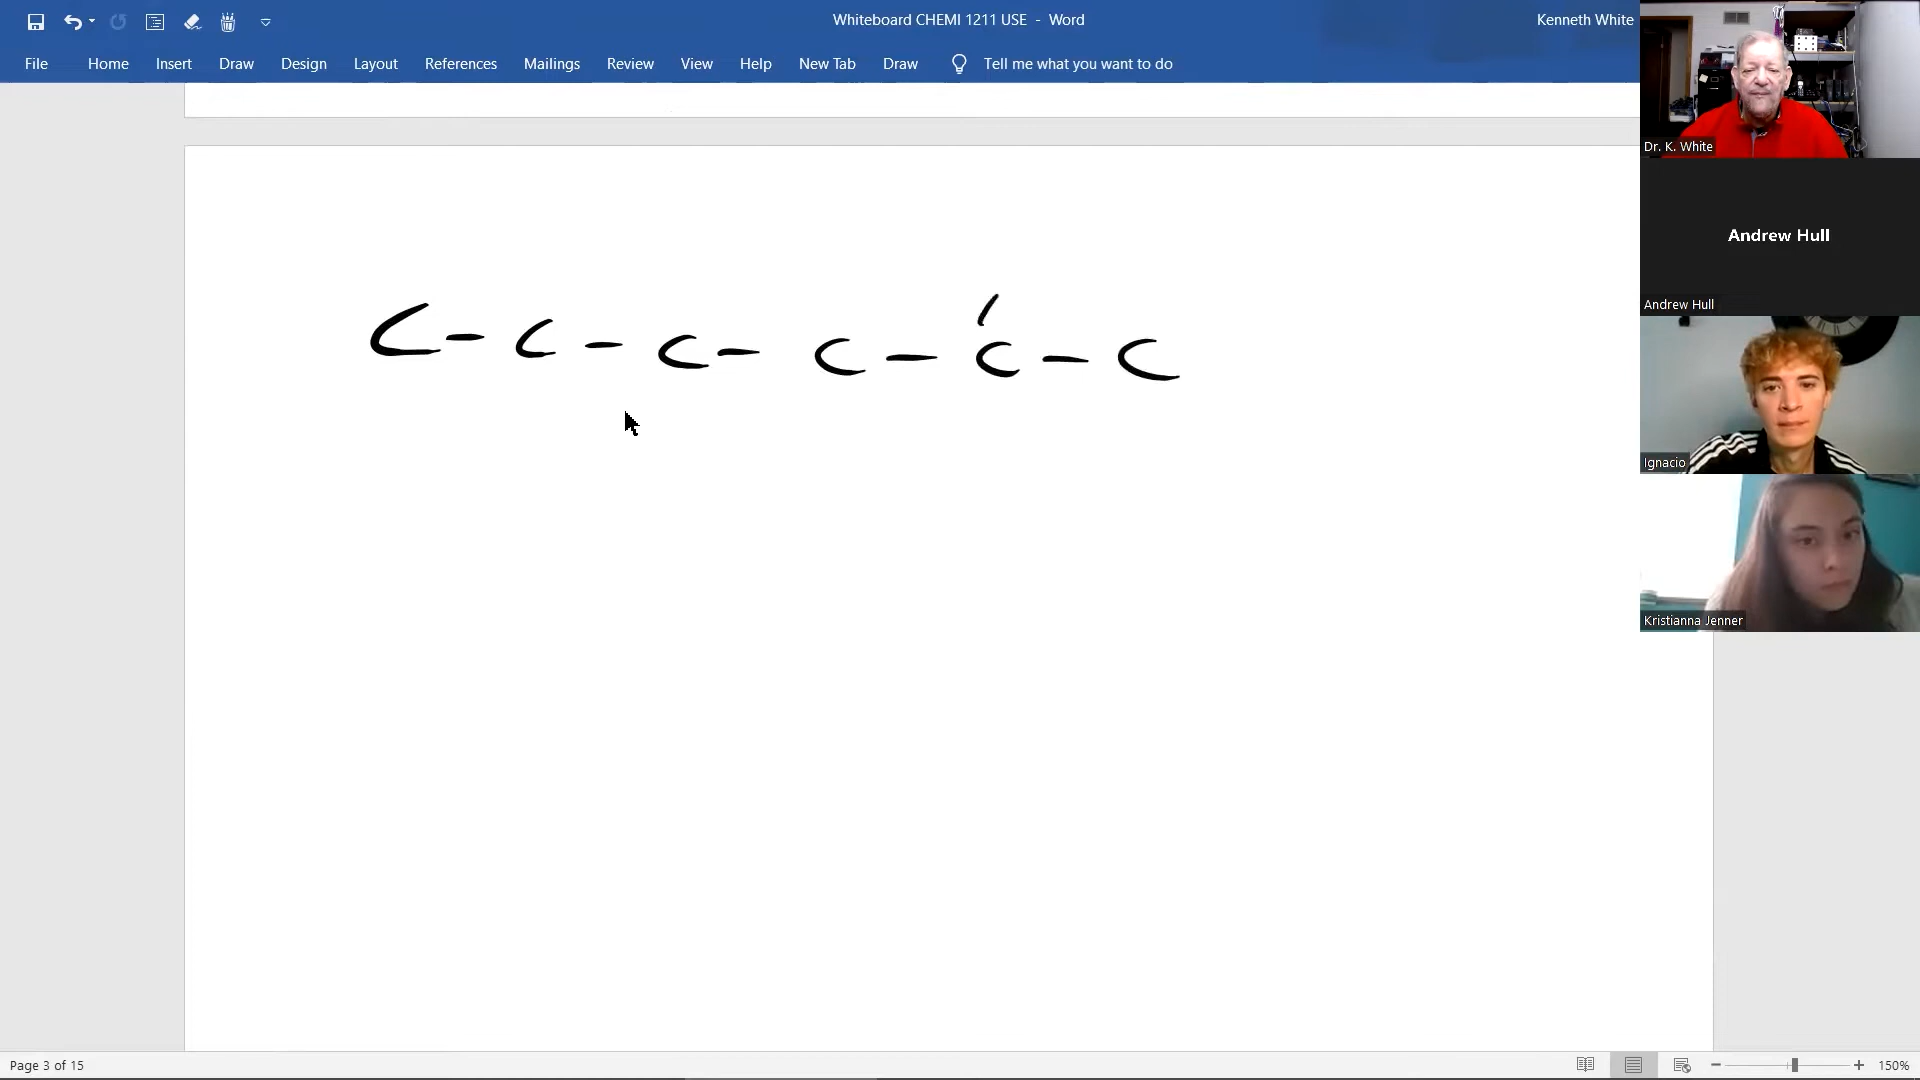 Whiteboard CHEMI 1211 USE - Word
Kenneth White
File Home Insert Draw Design Layout References Mailings Review View Help New Tab Draw Tell me what you want to do
Dr. K. White
Andrew Hull
Andrew Hull
Ignacio
Kristianna Jenner
C - C - C - C - C - C
Page 3 of 15
150%